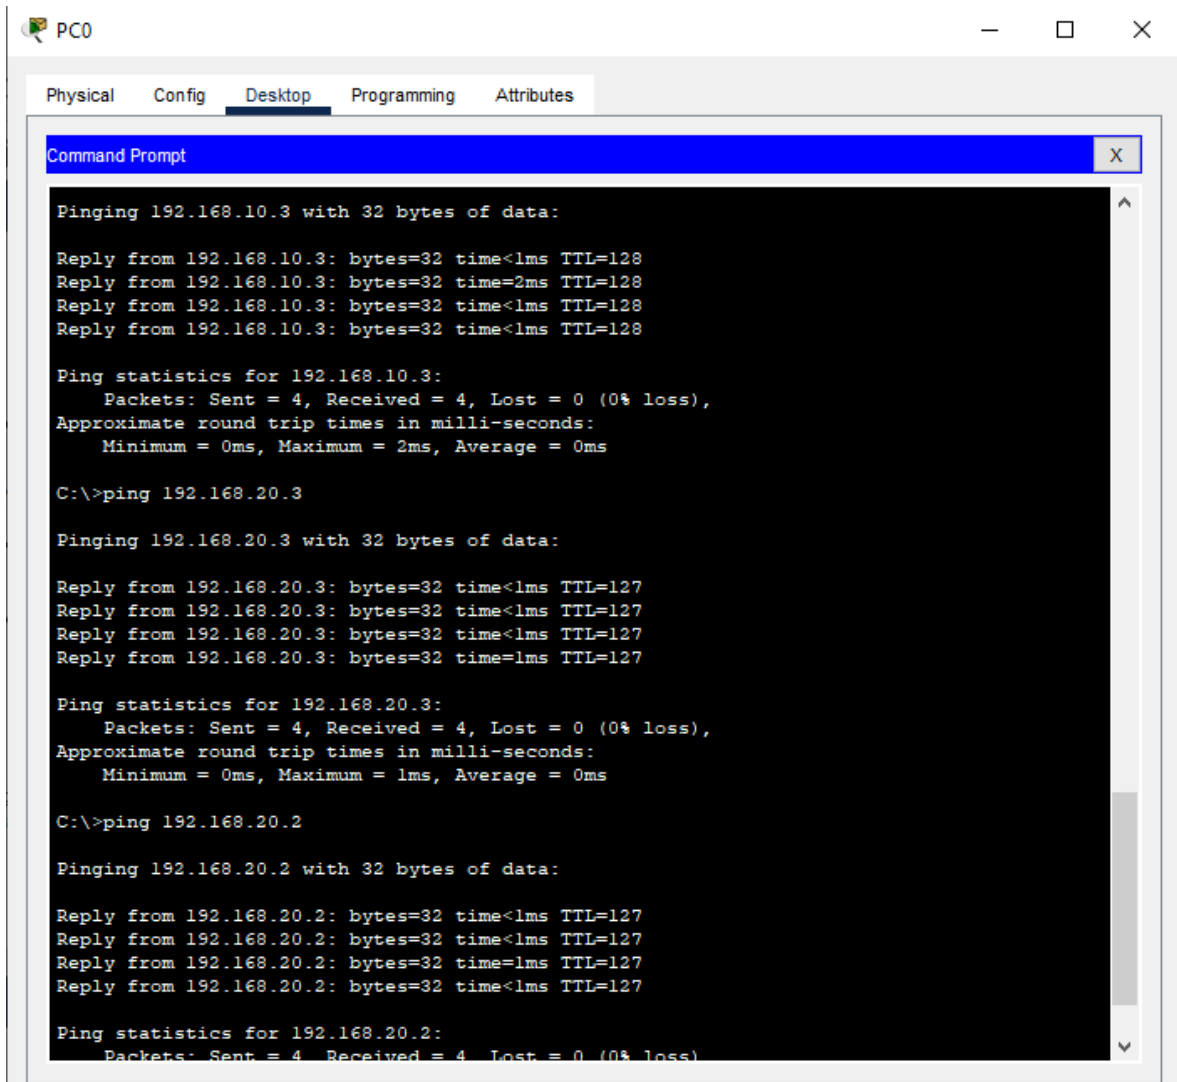 PC0
Physical Config Desktop Programming Attributes
Command Prompt X
Pinging 192.168.10.3 with 32 bytes of data:
Reply from 192.168.10.3: bytes=32 time<1ms TTL=128
Reply from 192.168.10.3: bytes=32 time=2ms TTL=128
Reply from 192.168.10.3: bytes=32 time<1ms TTL=128
Reply from 192.168.10.3: bytes=32 time<1ms TTL=128
Ping statistics for 192.168.10.3:
Packets: Sent = 4, Received = 4, Lost = 0 (0% loss),
Approximate round trip times in milli-seconds:
Minimum = 0ms, Maximum = 2ms, Average = 0ms
C:\>ping 192.168.20.3
Pinging 192.168.20.3 with 32 bytes of data:
Reply from 192.168.20.3: bytes=32 time<1ms TTL=127
Reply from 192.168.20.3: bytes=32 time<1ms TTL=127
Reply from 192.168.20.3: bytes=32 time<1ms TTL=127
Reply from 192.168.20.3: bytes=32 time=1ms TTL=127
Ping statistics for 192.168.20.3:
Packets: Sent = 4, Received = 4, Lost = 0 (0% loss),
Approximate round trip times in milli-seconds:
Minimum = 0ms, Maximum = 1ms, Average = 0ms
C:\>ping 192.168.20.2
Pinging 192.168.20.2 with 32 bytes of data:
Reply from 192.168.20.2: bytes=32 time<1ms TTL=127
Reply from 192.168.20.2: bytes=32 time<1ms TTL=127
Reply from 192.168.20.2: bytes=32 time=1ms TTL=127
Reply from 192.168.20.2: bytes=32 time<1ms TTL=127
Ping statistics for 192.168.20.2:
Packets: Sent = 4, Received = 4, Lost = 0 (0% loss)